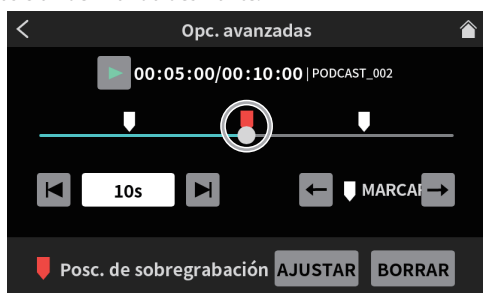 Opc. avanzadas
00:05:00/00:10:00 | PODCAST_002
10s MARCAR
Posc. de sobregrabación AJUSTAR BORRAR